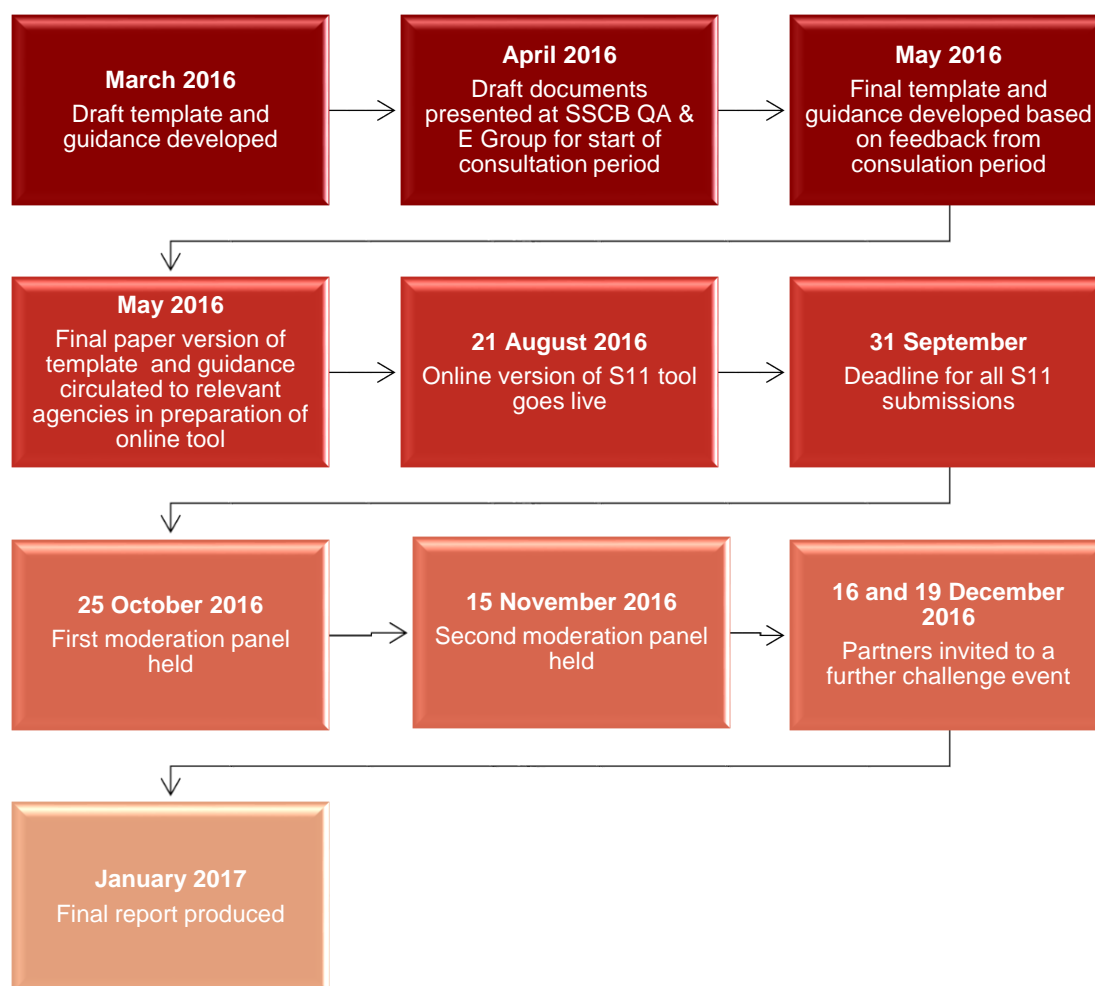 March 2016
Draft template and
guidance developed
April 2016
Draft documents
presented at SSCB QA &
E Group for start of
consultation period
May 2016
Final template and
guidance developed based
on feedback from
consulation period
May 2016
Final paper version of
template and guidance
circulated to relevant
agencies in preparation of
online tool
21 August 2016
Online version of S11 tool
goes live
31 September
Deadline for all S11
submissions
25 October 2016
First moderation panel
held
15 November 2016
Second moderation panel
held
16 and 19 December
2016
Partners invited to a
further challenge event
January 2017
Final report produced